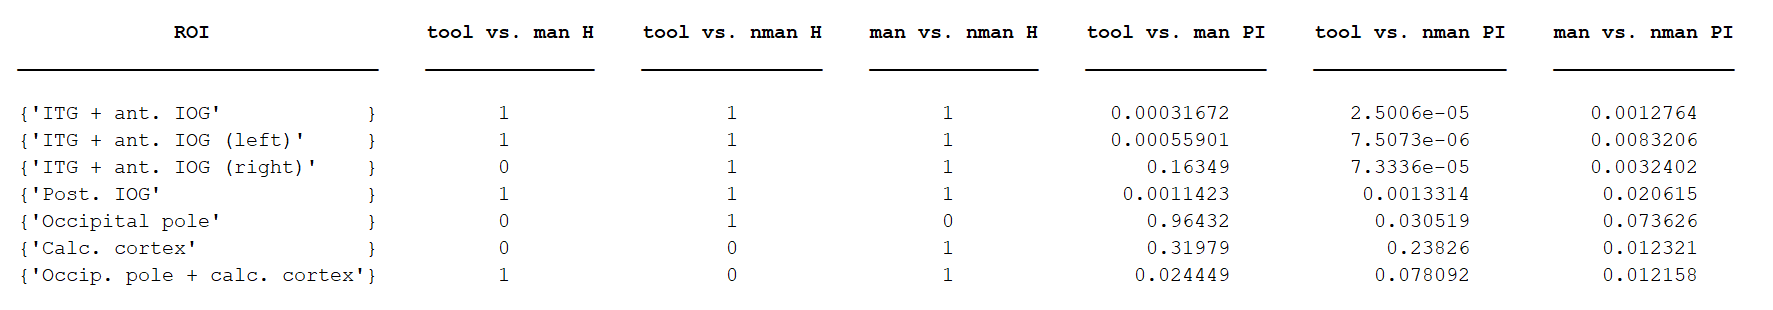 ROI tool vs. man H tool vs. nman H man vs. nman H tool vs. man PI tool vs. nman PI man vs. nman PI
{'ITG + ant. IOG' } 1 1 1 0.00031672 2.5006e-05 0.0012764
{'ITG + ant. IOG (left)' } 1 1 1 0.00055901 7.5073e-06 0.0083206
{'ITG + ant. IOG (right)' } 0 1 1 0.16349 7.3336e-05 0.0032402
{'Post. IOG' } 1 1 1 0.0011423 0.0013314 0.020615
{'Occipital pole' } 0 1 0 0.96432 0.030519 0.073626
{'Calc. cortex' } 0 0 1 0.31979 0.23826 0.012321
{'Occip. pole + calc. cortex'} 1 0 1 0.024449 0.078092 0.012158